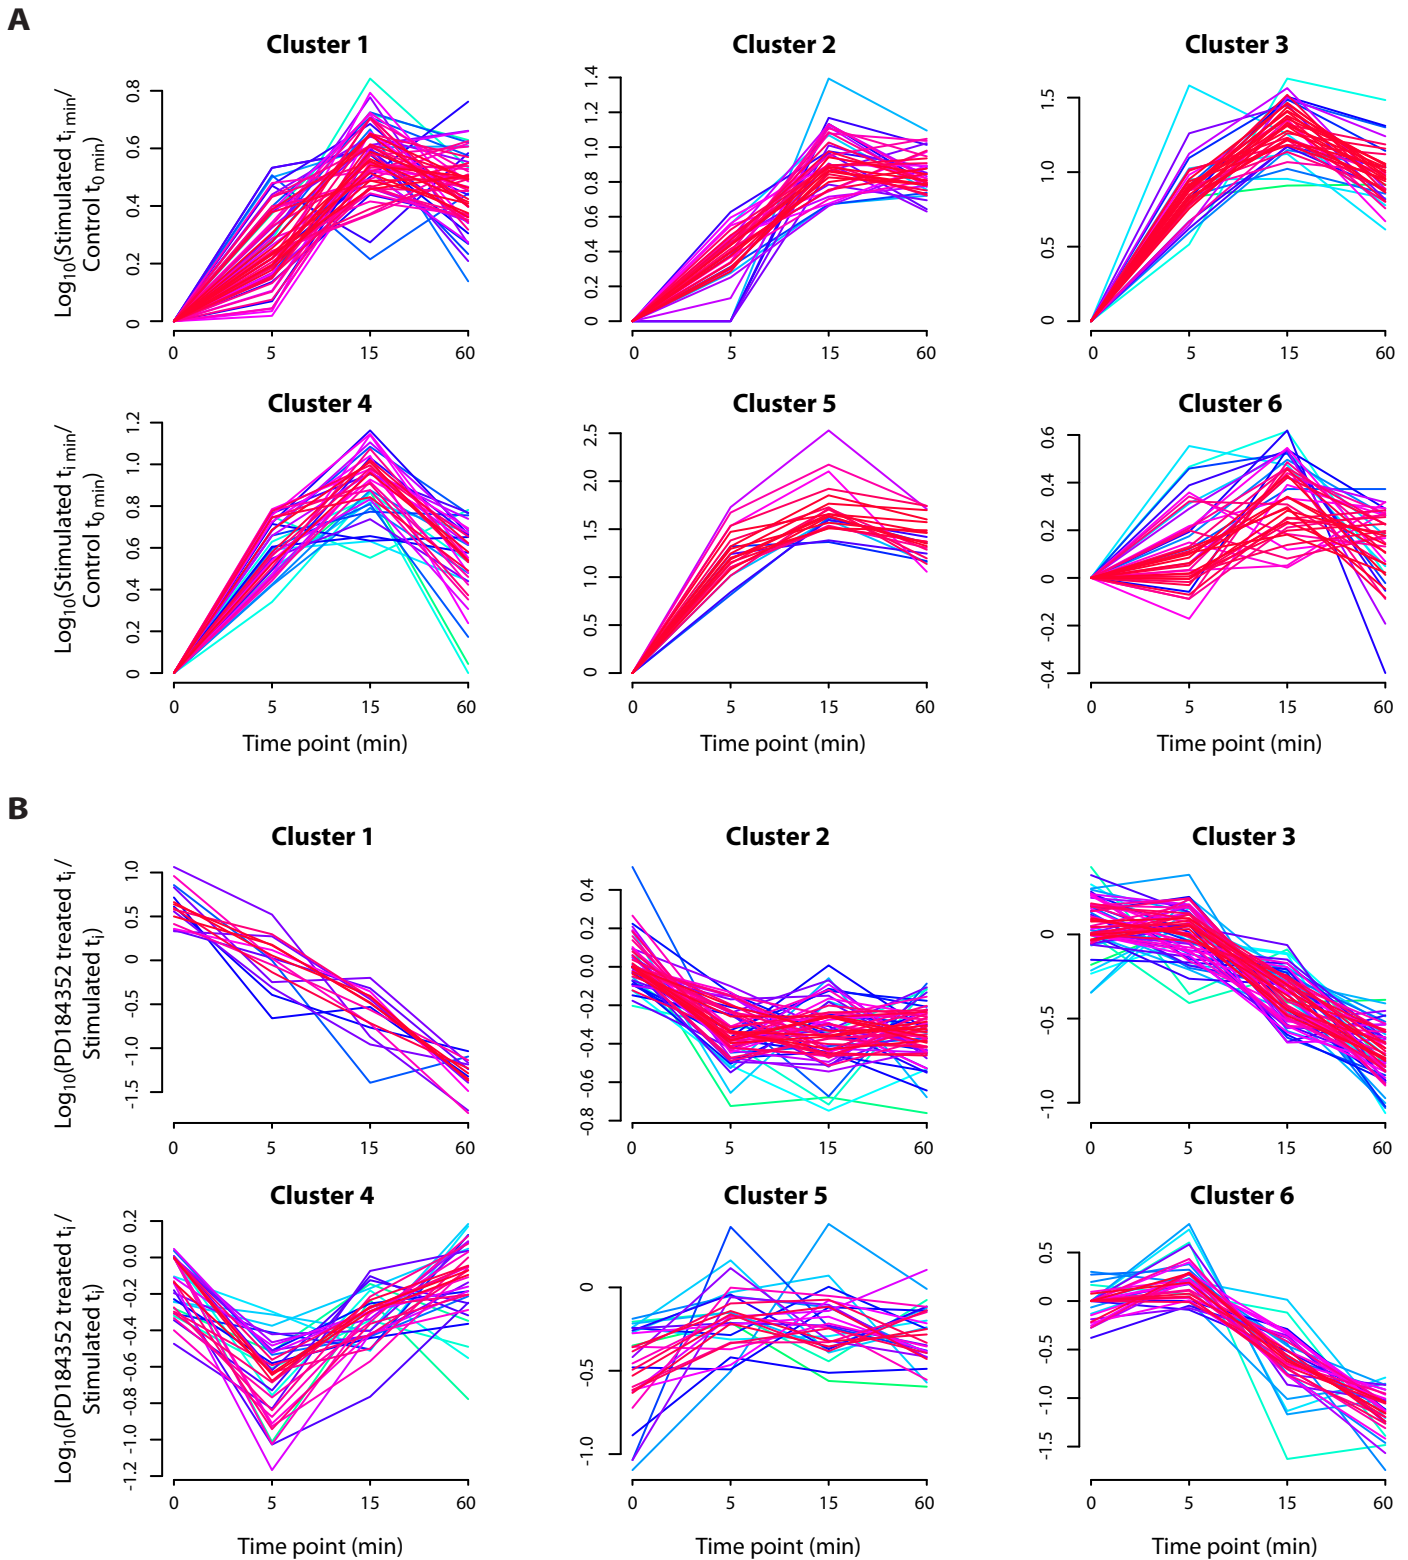 A
Cluster 1
Cluster 2
Cluster 3
Log10(Stimulated ti min/
Control t0 min)
0 0.2 0.4 0.6 0.8
0 5 15 60
0 0.2 0.4 0.6 0.8 1.0 1.2 1.4
0 5 15 60
0 0.5 1.0 1.5
0 5 15 60
Cluster 4
Cluster 5
Cluster 6
Log10(Stimulated ti min/
Control t0 min)
0 0.2 0.4 0.6 0.8 1.0 1.2
0 5 15 60
0 0.5 1.0 1.5 2.0 2.5
0 5 15 60
-0.4 -0.2 0 0.2 0.4 0.6
0 5 15 60
Time point (min)
Time point (min)
Time point (min)
B
Cluster 1
Cluster 2
Cluster 3
Log10(PD184352 treated ti/
Stimulated ti)
-1.5 -1.0 -0.5 0 0.5 1.0
0 5 15 60
-0.8 -0.6 -0.4 -0.2 0.0 0.2 0.4
0 5 15 60
-1.0 -0.5 0
0 5 15 60
Cluster 4
Cluster 5
Cluster 6
Log10(PD184352 treated ti/
Stimulated ti)
-1.2 -1.0 -0.8 -0.6 -0.4 -0.2 0.0 0.2
0 5 15 60
-1.0 -0.5 0
0 5 15 60
-1.5 -1.0 -0.5 0 0.5
0 5 15 60
Time point (min)
Time point (min)
Time point (min)